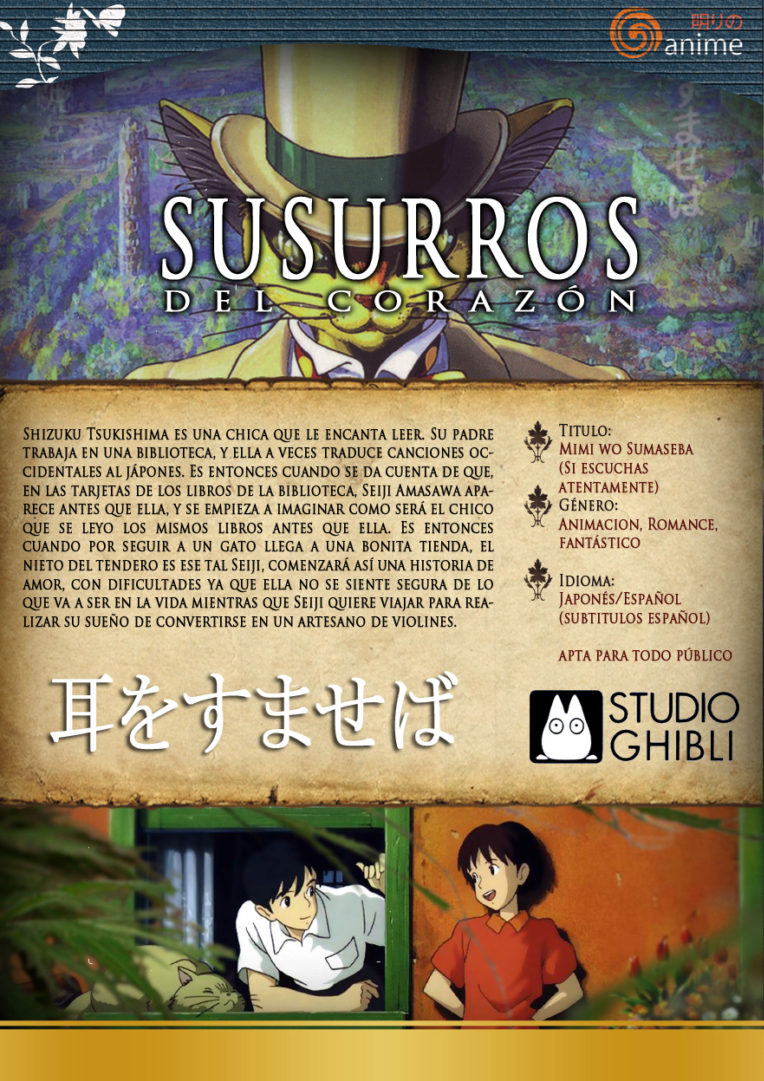 明りの
anime
SUSURROS
DEL CORAZÓN
Shizuku Tsukishima es una chica que le encanta leer. Su padre
trabaja en una biblioteca, y ella a veces traduce canciones oc-
cidentales al jápones. Es entonces cuando se da cuenta de que,
en las tarjetas de los libros de la biblioteca, Seiji Amasawa apa-
rece antes que ella, y se empieza a imaginar como será el chico
que se leyo los mismos libros antes que ella. Es entonces
cuando por seguir a un gato llega a una bonita tienda, el
nieto del tendero es ese tal Seiji, comenzará así una historia de
amor, con dificultades ya que ella no se siente segura de lo
que va a ser en la vida mientras que Seiji quiere viajar para rea-
lizar su sueño de convertirse en un artesano de violines.
Titulo:
Mimi wo Sumaseba
(Si escuchas
atentamente)
Género:
Animacion, Romance,
fantástico
Idioma:
Japonés/Español
(subtitulos español)
apta para todo público
耳をすませば
STUDIO
GHIBLI